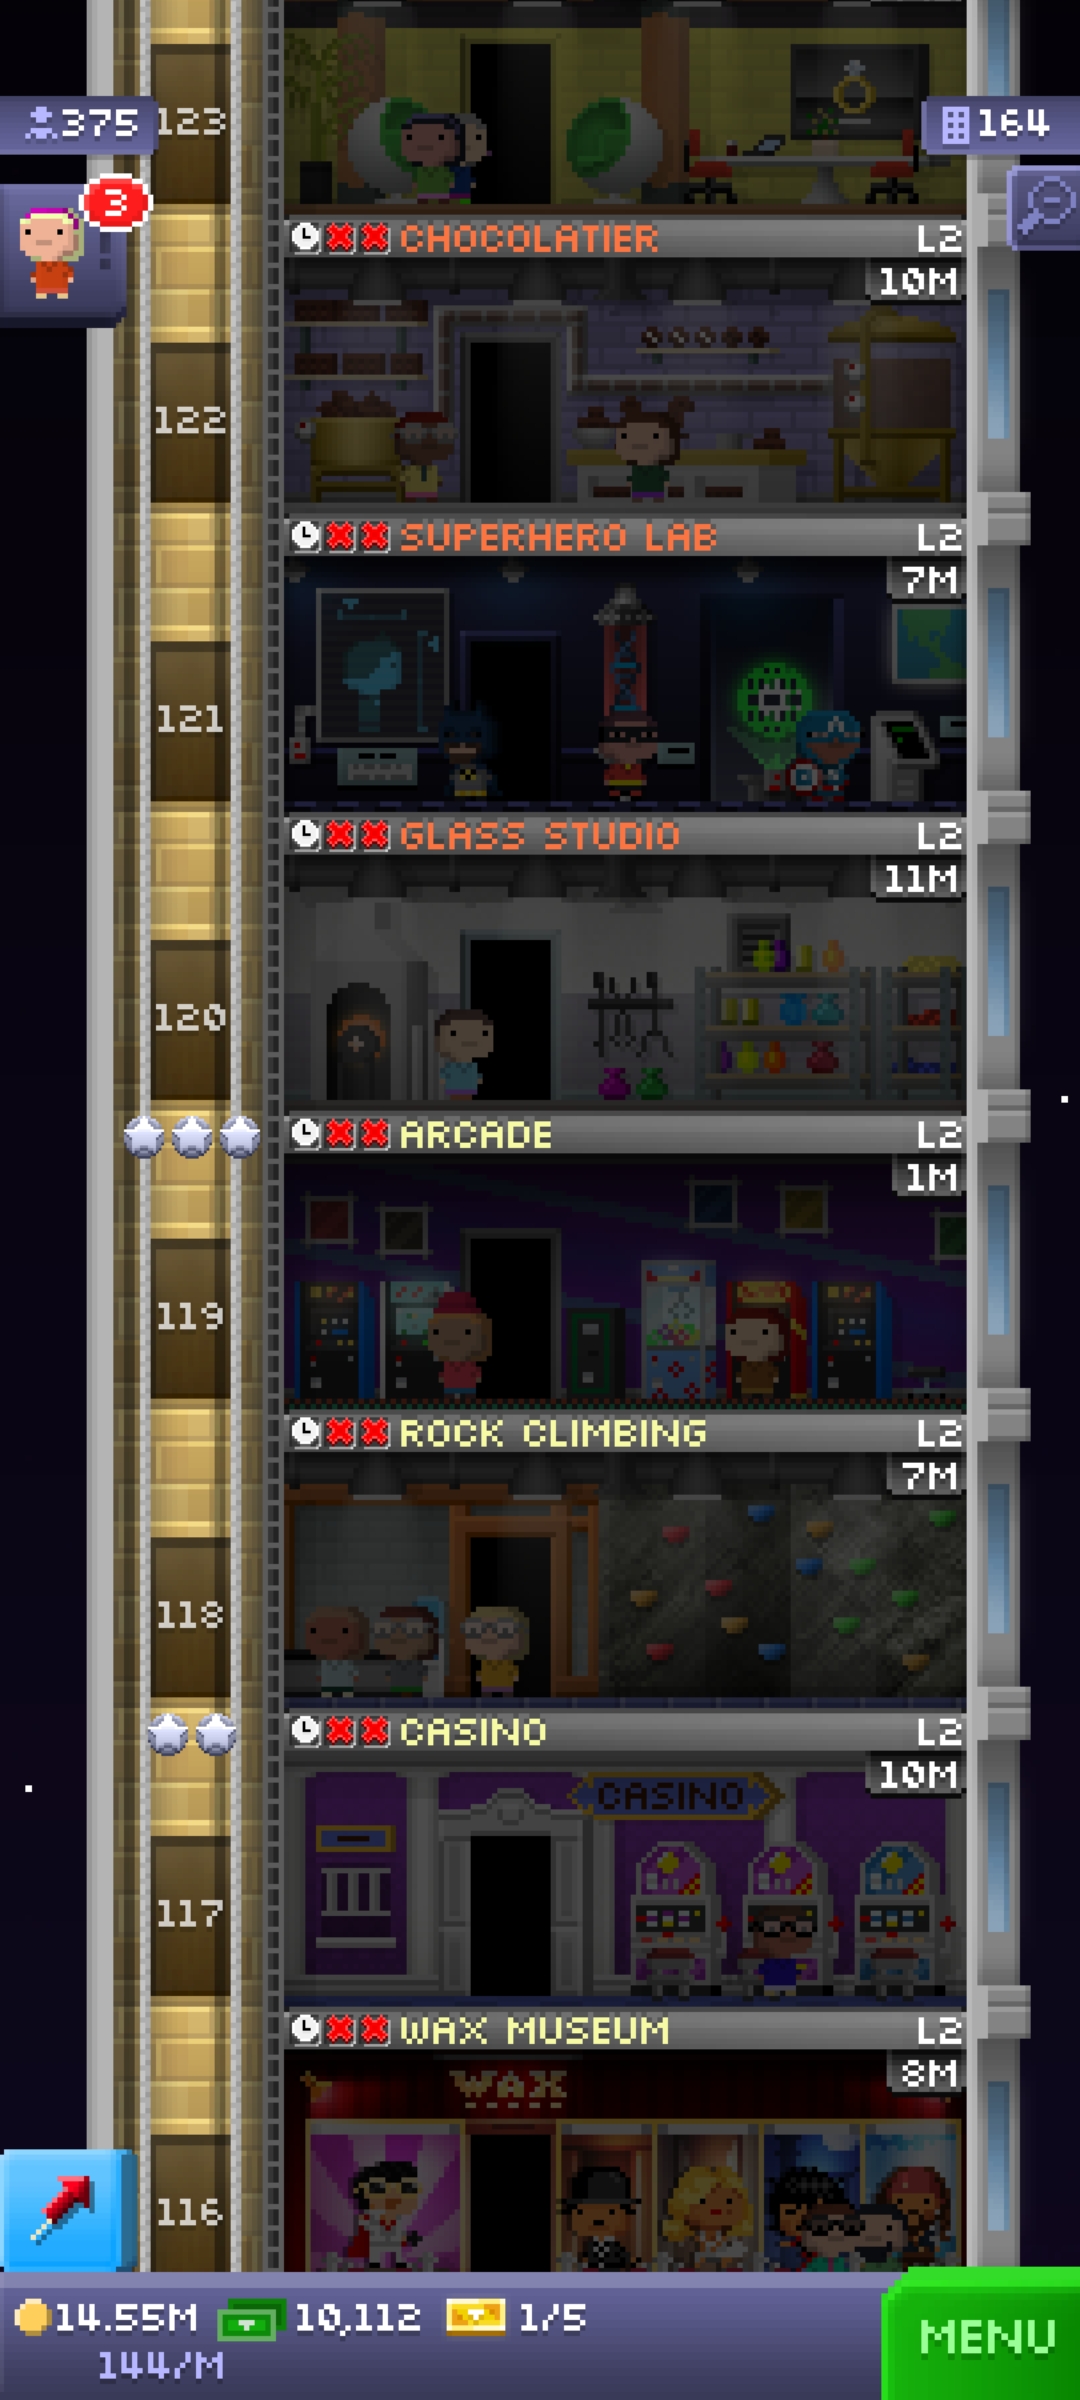 123
375
164
3
CHOCOLATIER L2
10M
122
SUPERHERO LAB L2
7M
121
GLASS STUDIO L2
11M
120
ARCADE L2
1M
119
ROCK CLIMBING L2
7M
118
CASINO L2
10M
CASINO
117
WAX MUSEUM L2
8M
WAX
116
14.55M 10,112 1/5
144/M
MENU